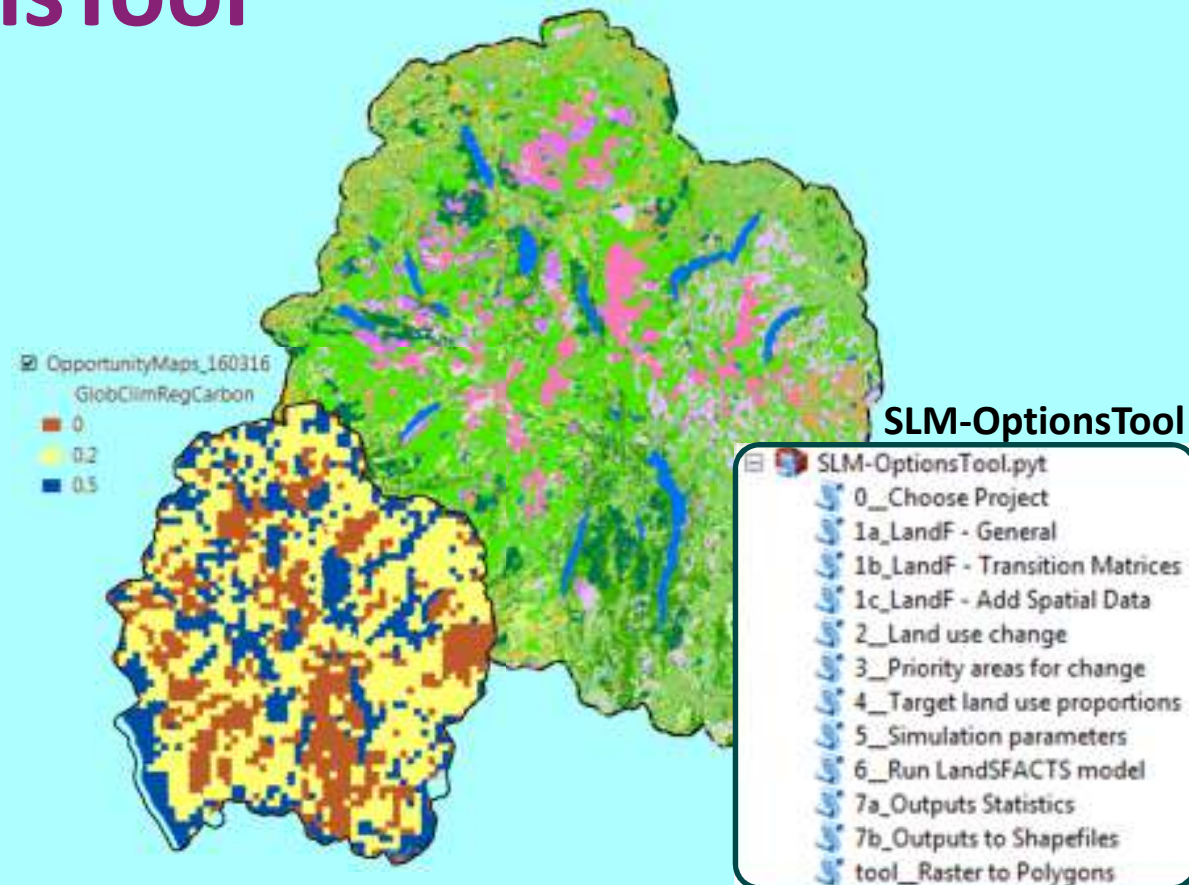 OpportunityMaps_160316
GlobClimRegCarbon
0
0.2
0.5
SLM-OptionsTool
SLM-OptionsTool.pyt
0__Choose Project
1a_LandF - General
1b_LandF - Transition Matrices
1c_LandF - Add Spatial Data
2__Land use change
3__Priority areas for change
4__Target land use proportions
5__Simulation parameters
6__Run LandSFACTS model
7a_Outputs Statistics
7b_Outputs to Shapefiles
tool__Raster to Polygons